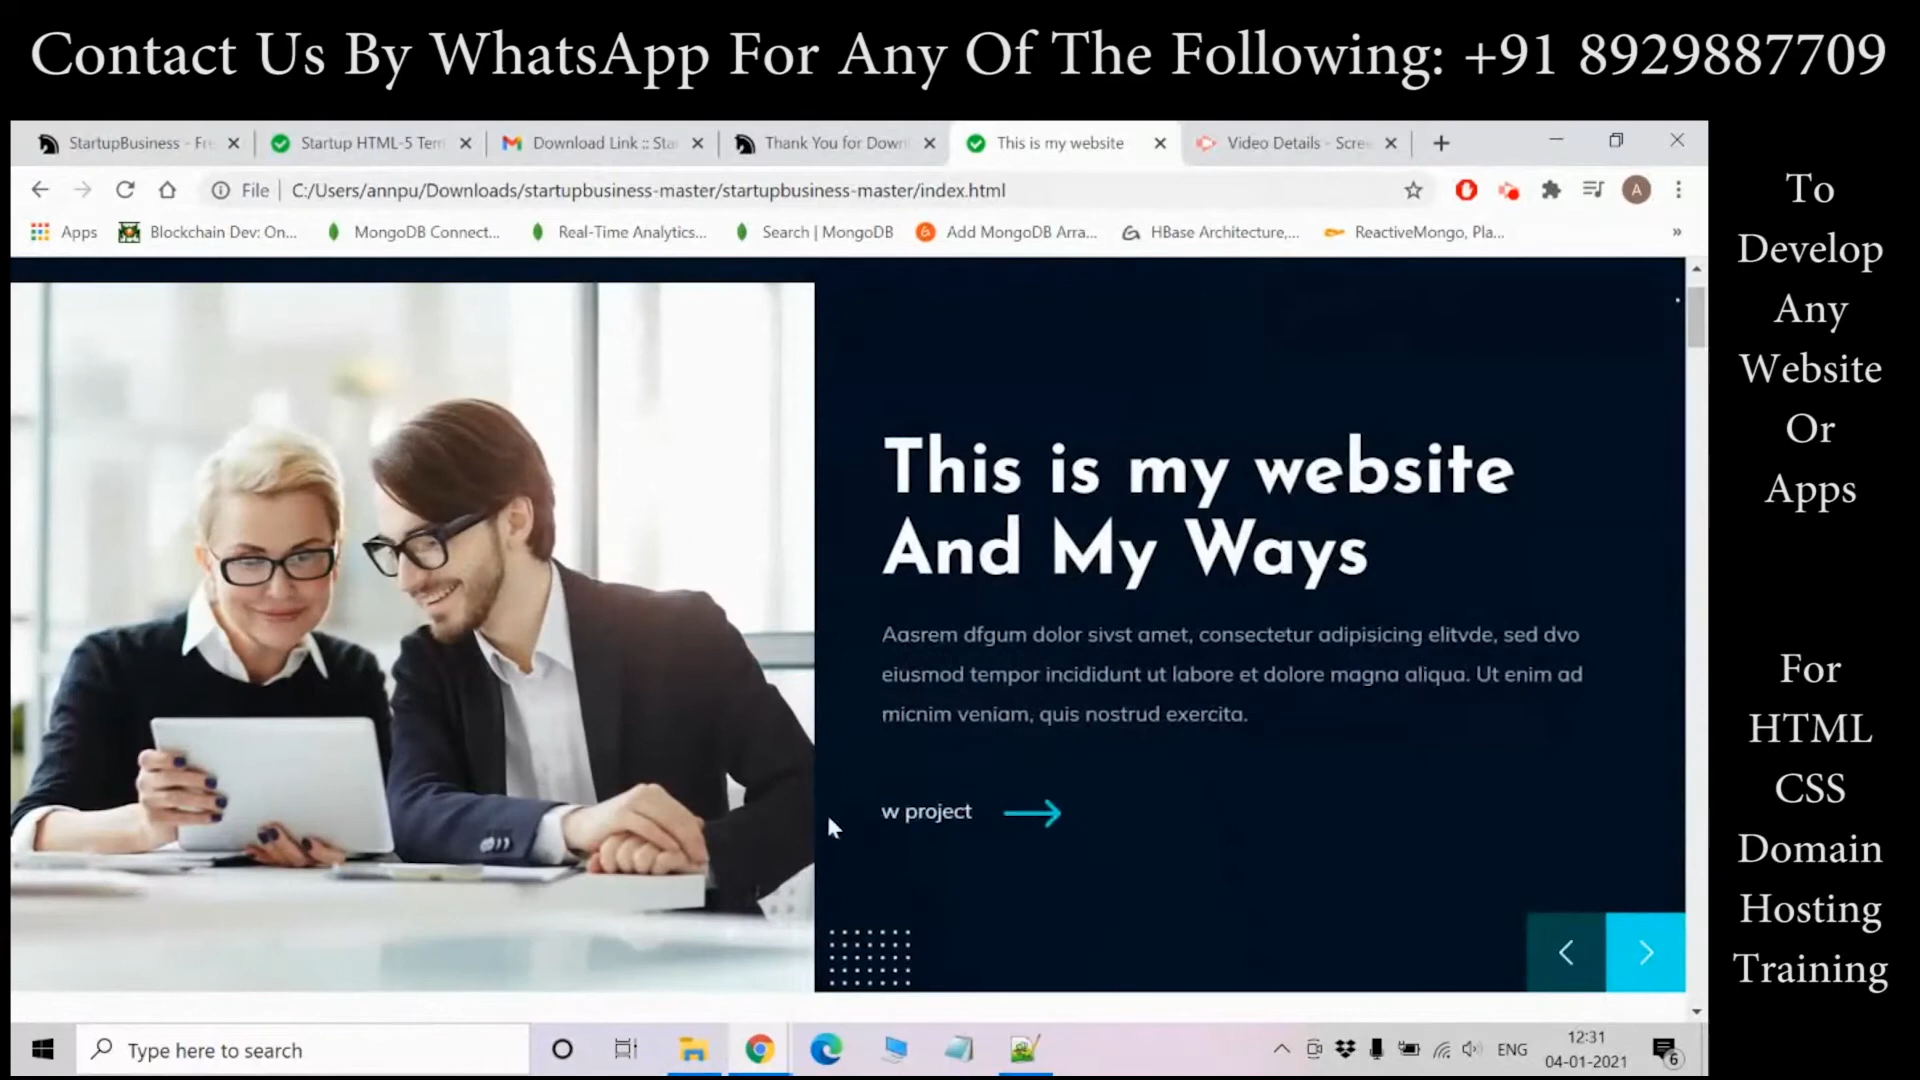 Contact Us By WhatsApp For Any Of The Following: +91 8929887709
StartupBusiness - Fr
Startup HTML-5 Tem
Download Link :: Sta
Thank You for Down
This is my website
Video Details - Scre
File
C:/Users/annpu/Downloads/startupbusiness-master/startupbusiness-master/index.html
A
Apps
Blockchain Dev: On...
MongoDB Connect...
Real-Time Analytics...
Search | MongoDB
Add MongoDB Arra...
HBase Architecture,...
ReactiveMongo, Pla...
»
This is my website
And My Ways
Aasrem dfgum dolor sivst amet, consectetur adipisicing elitvde, sed dvo
eiusmod tempor incididunt ut labore et dolore magna aliqua. Ut enim ad
micnim veniam, quis nostrud exercita.
w project
To
Develop
Any
Website
Or
Apps
For
HTML
CSS
Domain
Hosting
Training
Type here to search
ENG
12:31
04-01-2021
6